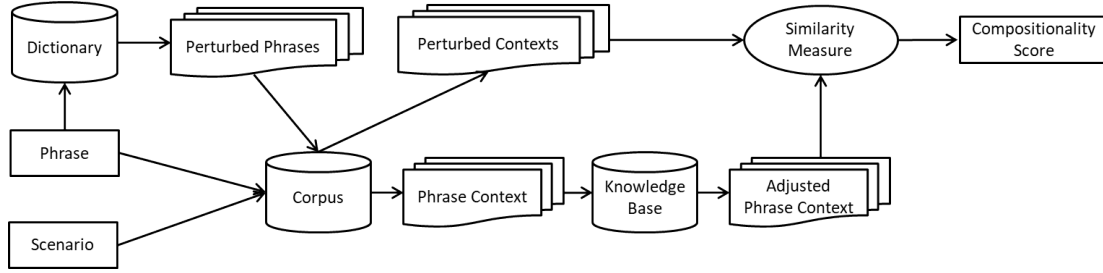 Dictionary
Perturbed Phrases
Perturbed Contexts
Similarity
Measure
Compositionality
Score
Phrase
Corpus
Phrase Context
Knowledge
Base
Adjusted
Phrase Context
Scenario